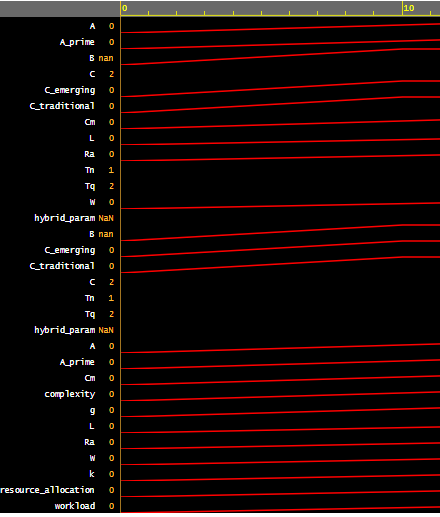 0 10
A 0
A_prime 0
B nan
C 2
C_emerging 0
C_traditional 0
Cm 0
L 0
Ra 0
Tn 1
Tq 2
W 0
hybrid_param NaN
B nan
C_emerging 0
C_traditional 0
C 2
Tn 1
Tq 2
hybrid_param NaN
A 0
A_prime 0
Cm 0
complexity 0
g 0
L 0
Ra 0
W 0
k 0
resource_allocation 0
workload 0